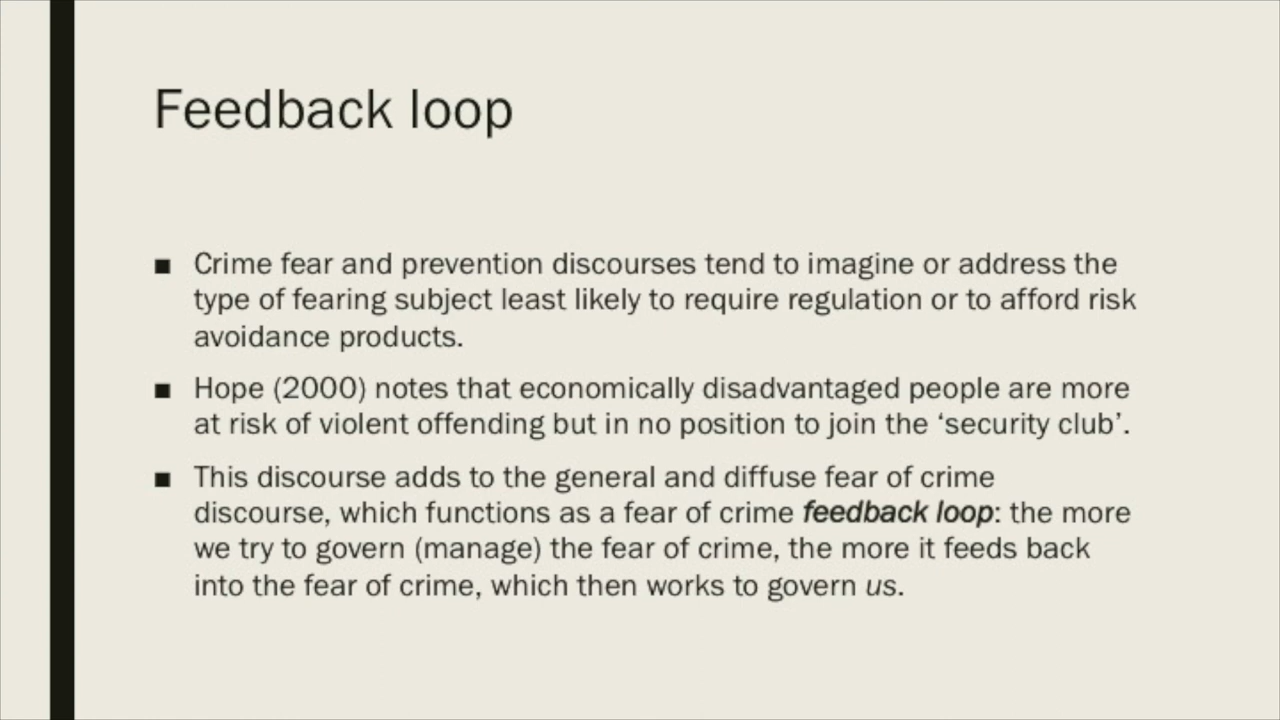 Feedback loop
■ Crime fear and prevention discourses tend to imagine or address the
type of fearing subject least likely to require regulation or to afford risk
avoidance products.
■ Hope (2000) notes that economically disadvantaged people are more
at risk of violent offending but in no position to join the ‘security club’.
■ This discourse adds to the general and diffuse fear of crime
discourse, which functions as a fear of crime feedback loop: the more
we try to govern (manage) the fear of crime, the more it feeds back
into the fear of crime, which then works to govern us.